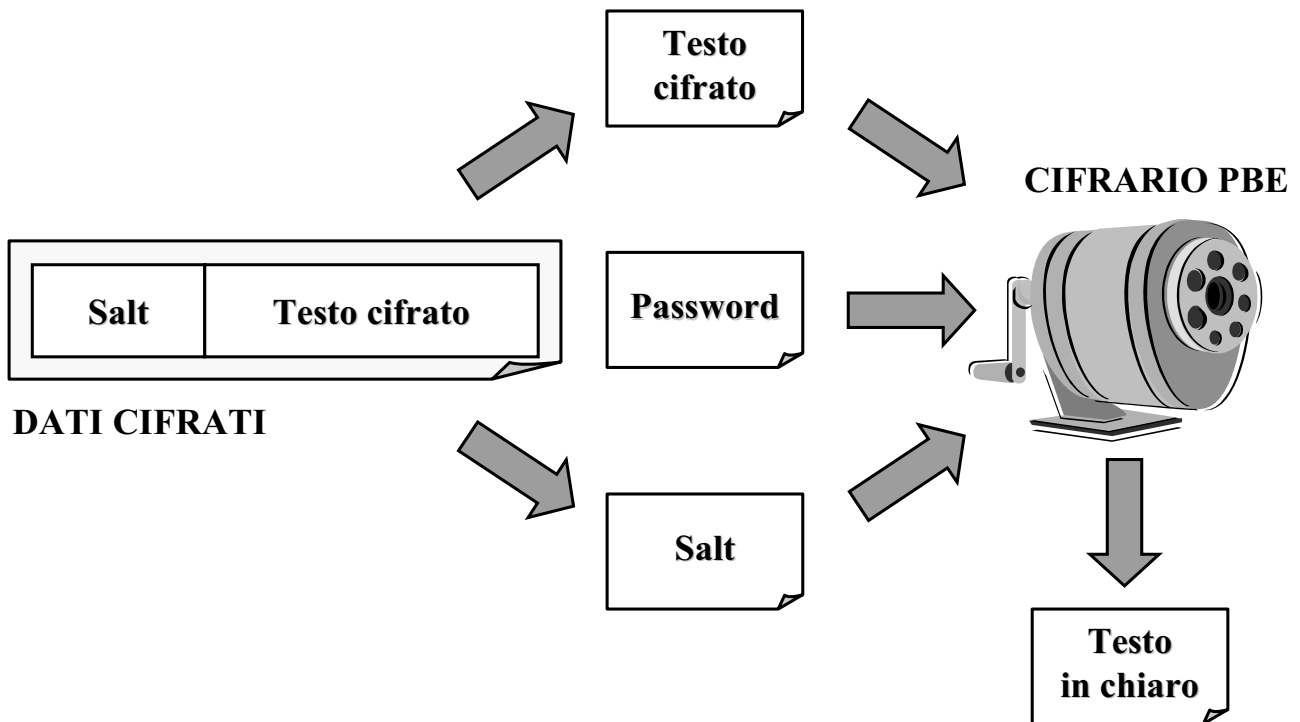 Testo
cifrato
CIFRARIO PBE
Salt
Testo cifrato
Password
DATI CIFRATI
Salt
Testo
in chiaro